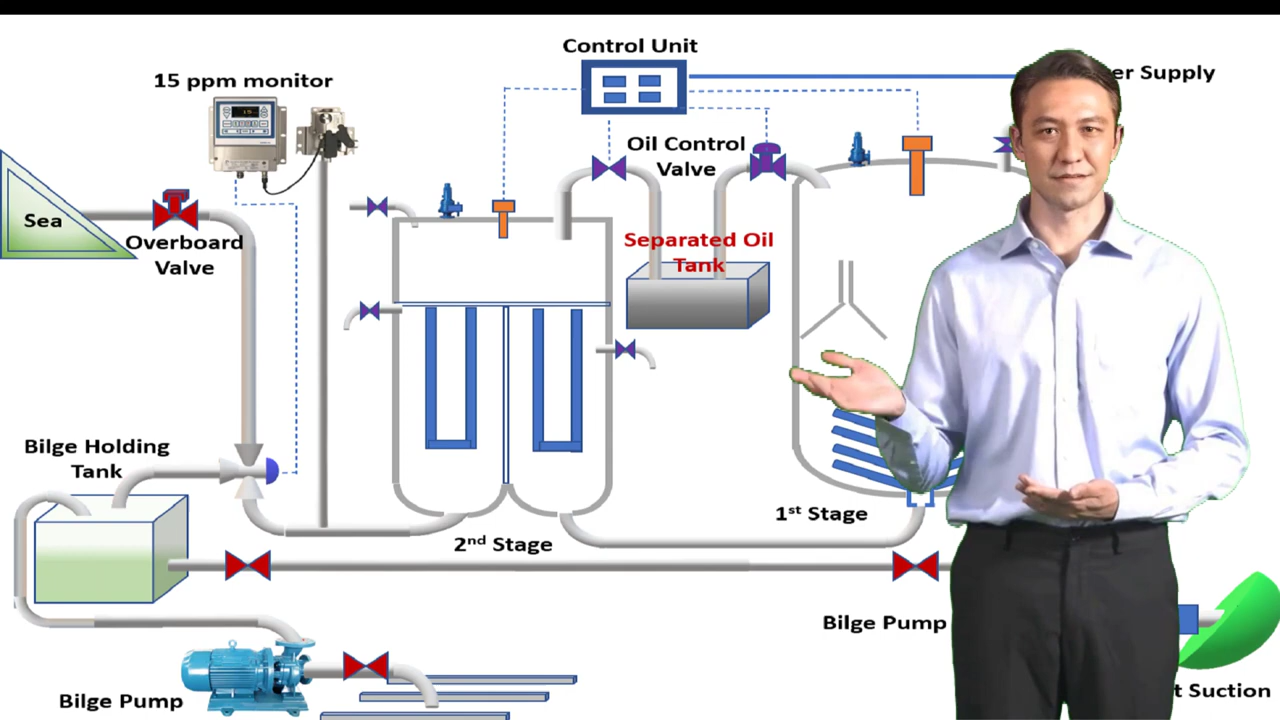 Control Unit
15 ppm monitor
er Supply
Oil Control
Valve
Sea
Overboard
Valve
Separated Oil
Tank
Bilge Holding
Tank
1st Stage
2nd Stage
Bilge Pump
t Suction
Bilge Pump